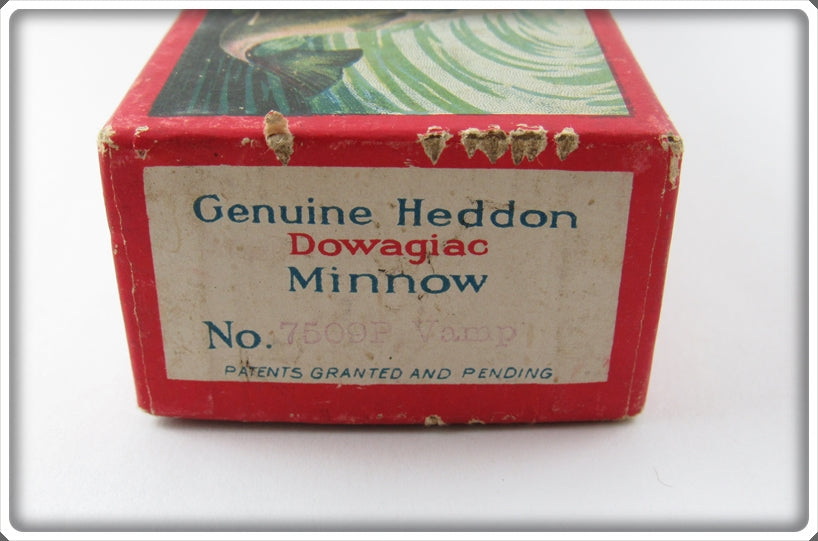 Genuine Heddon
Dowagiac
Minnow
No. 7509P Vamp
PATENTS GRANTED AND PENDING